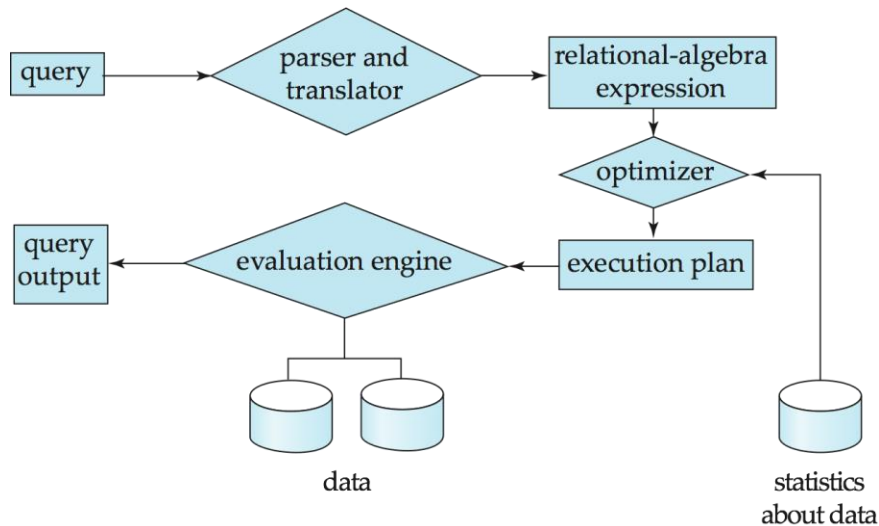 query
parser and
translator
relational-algebra
expression
optimizer
query
output
evaluation engine
execution plan
data
statistics
about data